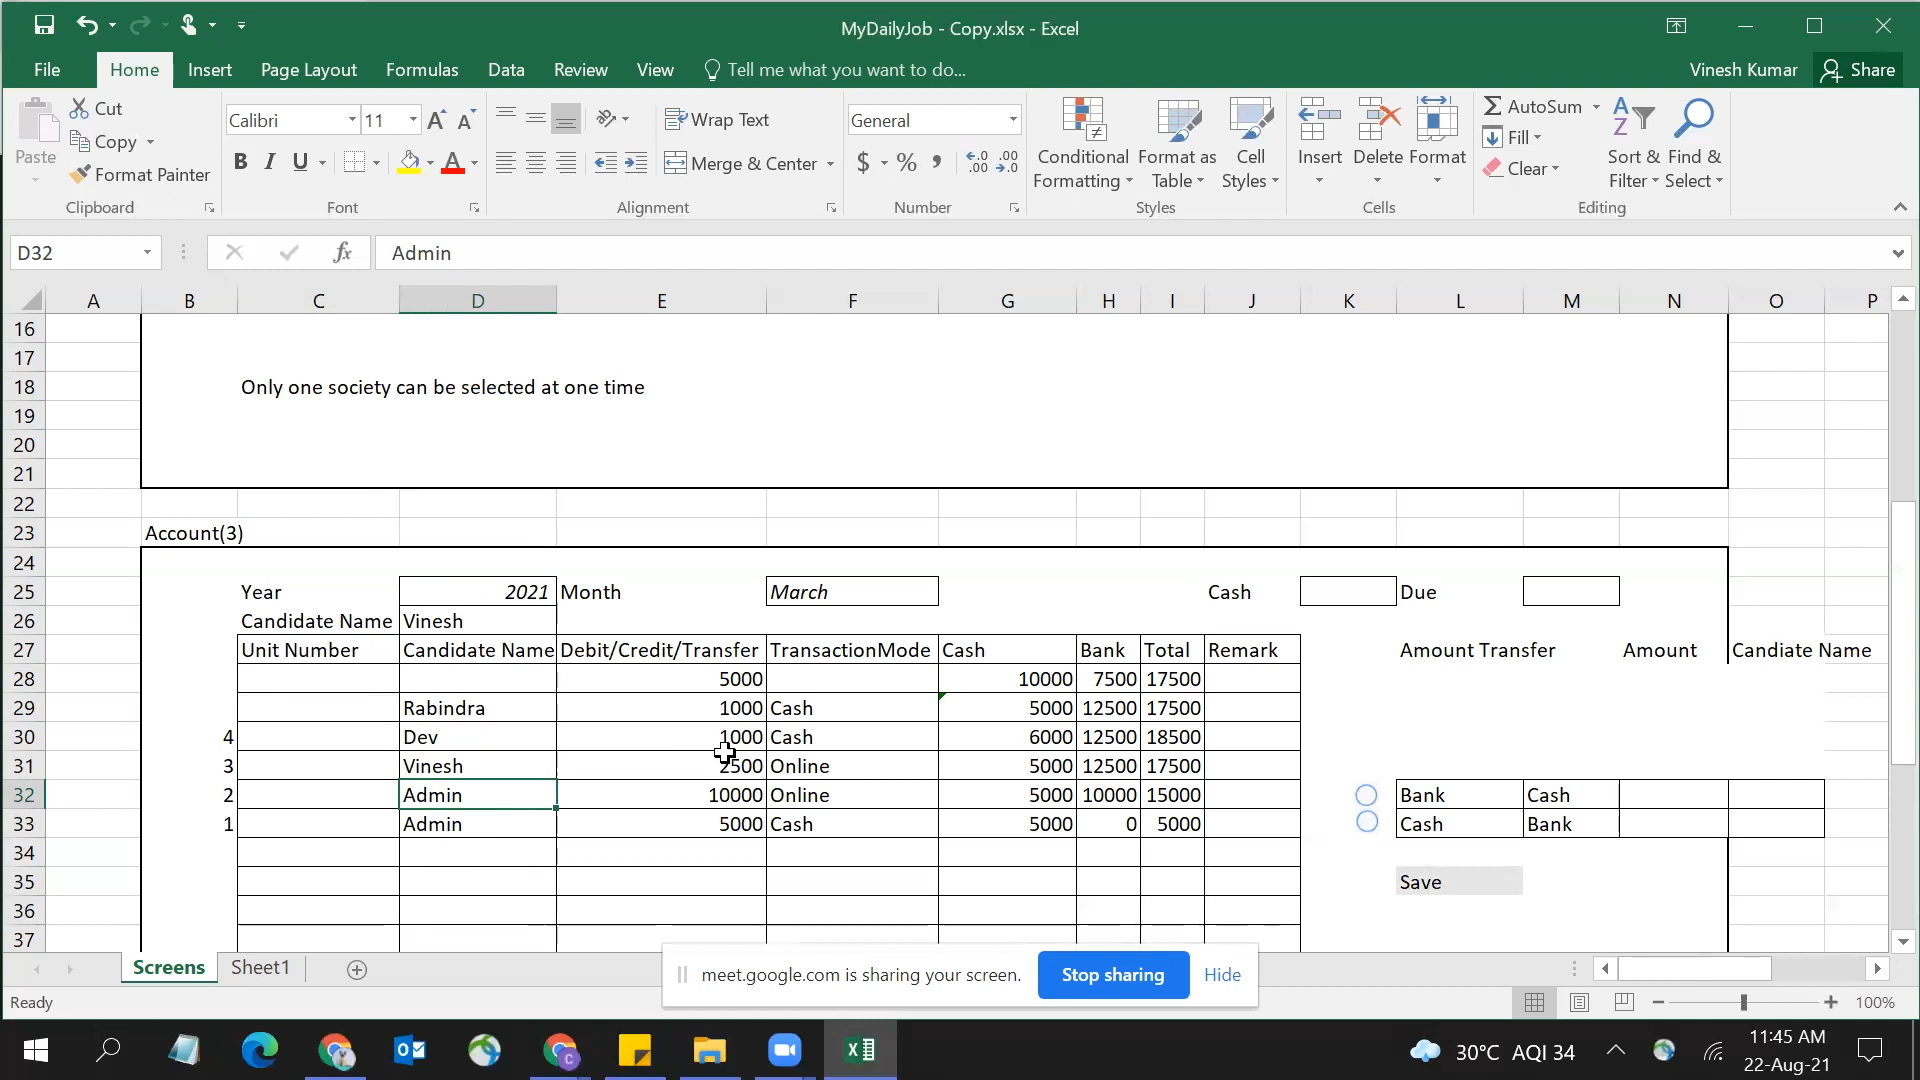 MyDailyJob - Copy.xlsx - Excel
File Home Insert Page Layout Formulas Data Review View Tell me what you want to do... Vinesh Kumar Share
Paste Cut Copy Format Painter
Calibri 11 B I U
Wrap Text Merge & Center
General $ % ,
Conditional Formatting Format as Table Cell Styles
Insert Delete Format
AutoSum Fill Clear Sort & Filter Find & Select
Clipboard Font Alignment Number Styles Cells Editing
D32 fx Admin
A B C D E F G H I J K L M N O P
16
17
18 Only one society can be selected at one time
19
20
21
22
23 Account(3)
24
25 Year 2021 Month March Cash Due
26 Candidate Name Vinesh
27 Unit Number Candidate Name Debit/Credit/Transfer TransactionMode Cash Bank Total Remark Amount Transfer Amount Candiate Name
28 5000 10000 7500 17500
29 Rabindra 1000 Cash 5000 12500 17500
30 4 Dev 1000 Cash 6000 12500 18500
31 3 Vinesh 2500 Online 5000 12500 17500
32 2 Admin 10000 Online 5000 10000 15000 Bank Cash
33 1 Admin 5000 Cash 5000 0 5000 Cash Bank
34
35 Save
36
37
Screens Sheet1
meet.google.com is sharing your screen. Stop sharing Hide
Ready 100%
30°C AQI 34 11:45 AM
22-Aug-21